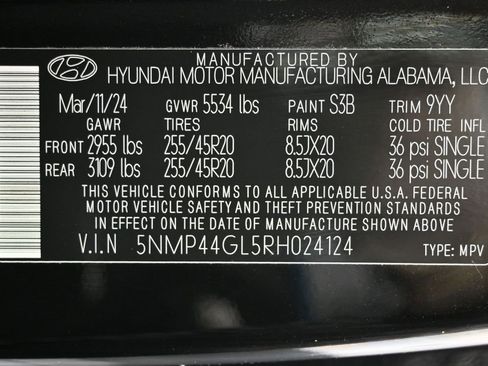 MANUFACTURED BY
HYUNDAI MOTOR MANUFACTURING ALABAMA, LLC
Mar/11/24 GVWR 5534 lbs PAINT S3B TRIM 9YY
GAWR TIRES RIMS COLD TIRE INFL
FRONT 2955 lbs 255/45R20 8.5JX20 36 psi SINGLE
REAR 3109 lbs 255/45R20 8.5JX20 36 psi SINGLE
THIS VEHICLE CONFORMS TO ALL APPLICABLE U.S.A. FEDERAL
MOTOR VEHICLE SAFETY AND THEFT PREVENTION STANDARDS
IN EFFECT ON THE DATE OF MANUFACTURE SHOWN ABOVE
V.I.N 5NMP44GL5RH024124 TYPE: MPV